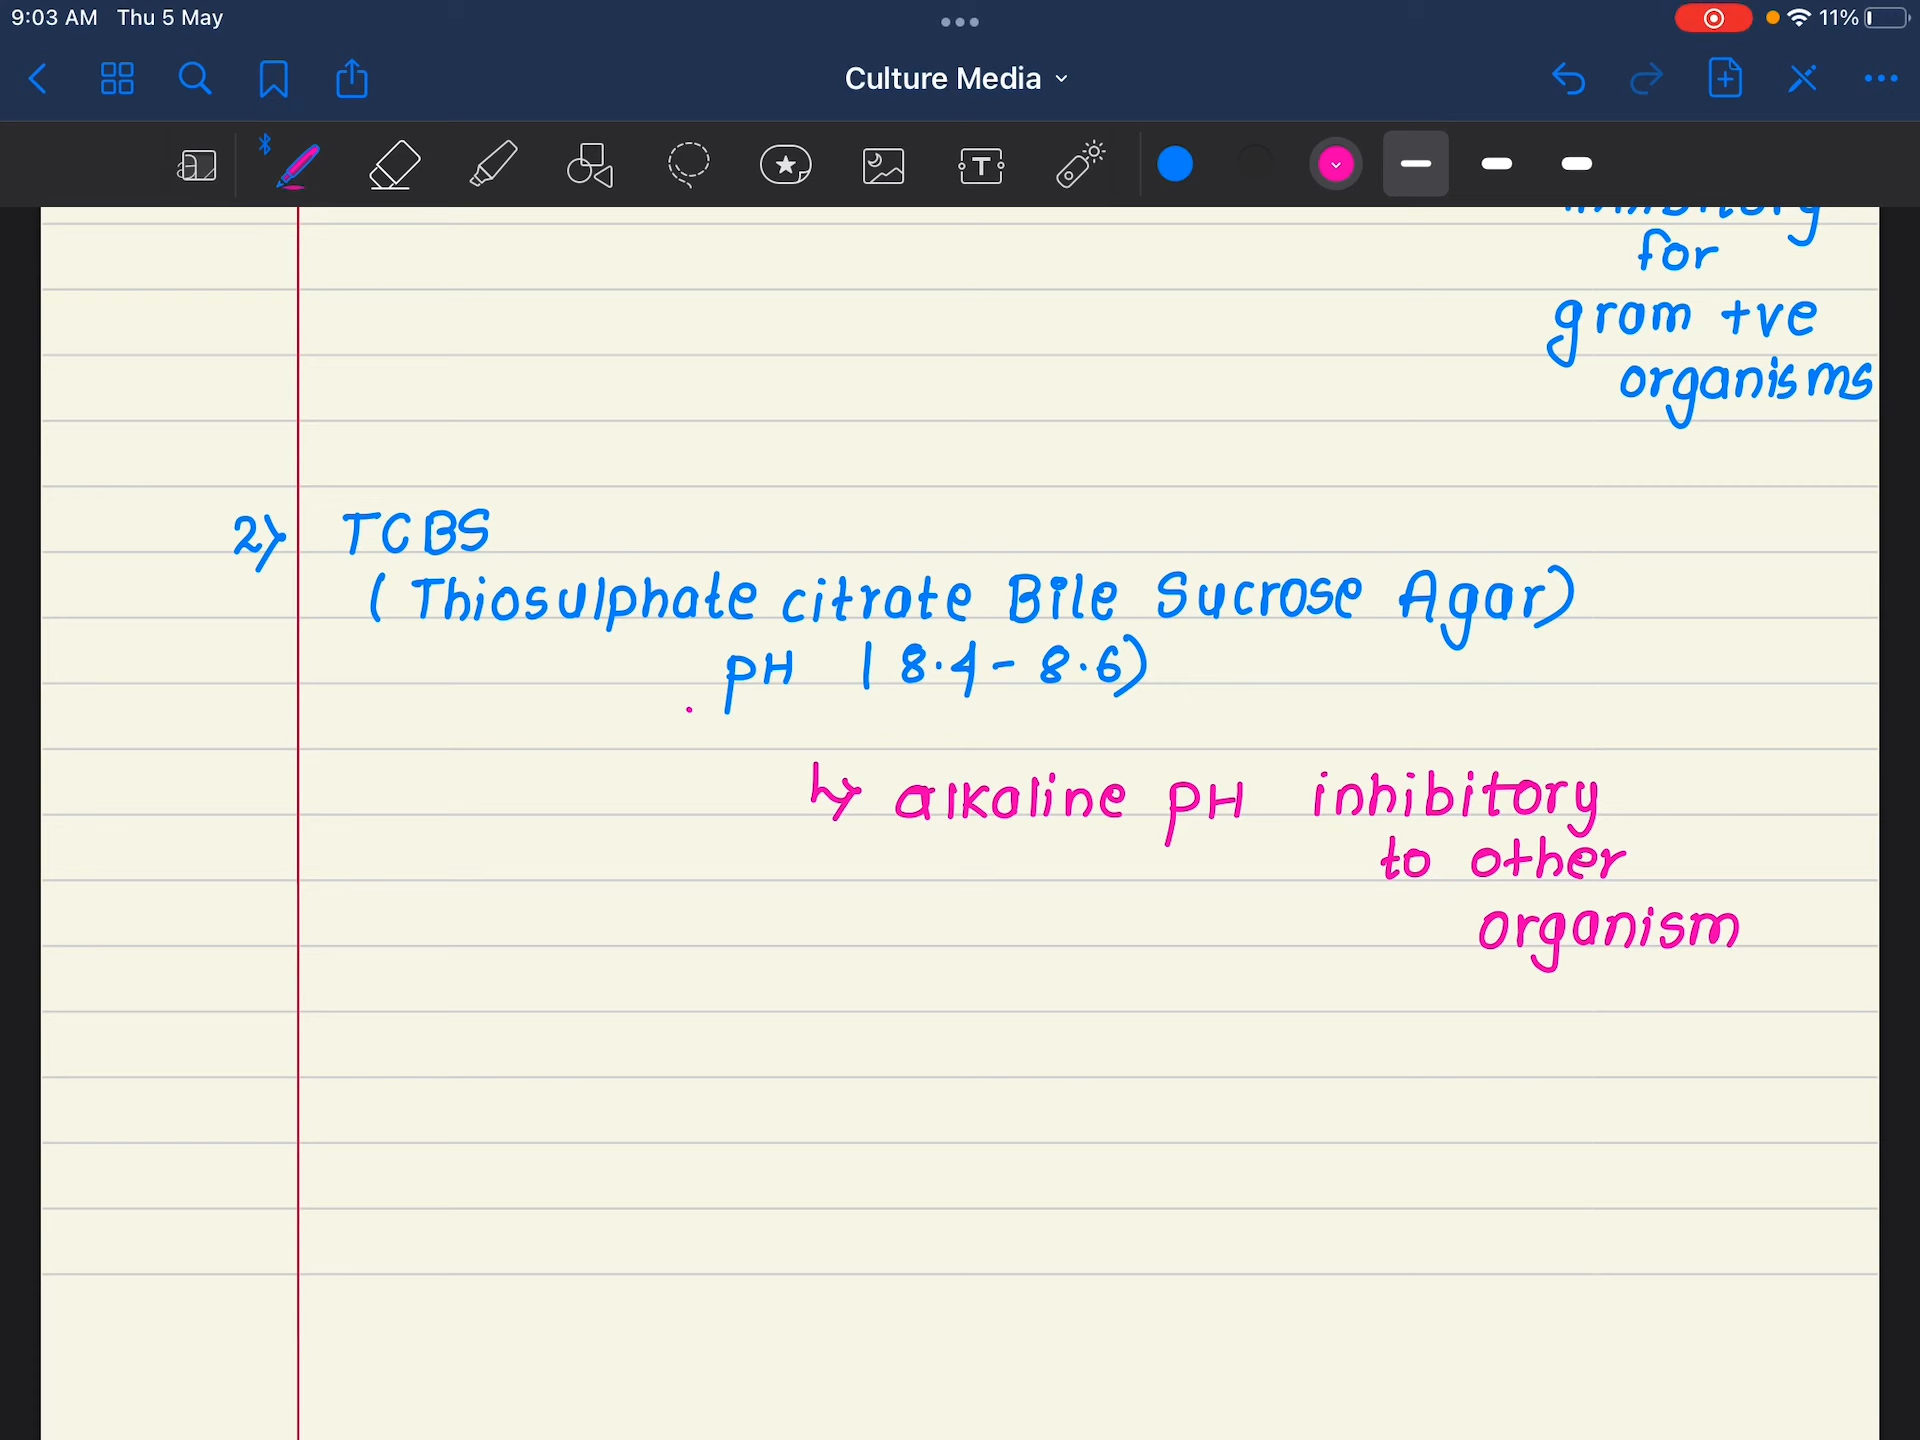 9:03 AM Thu 5 May
11%
Culture Media
T
inhibitory
for
gram +ve
organisms
2) TCBS
( Thiosulphate citrate Bile Sucrose Agar)
pH ( 8.4 - 8.6)
↳ alkaline pH inhibitory
to other
organism